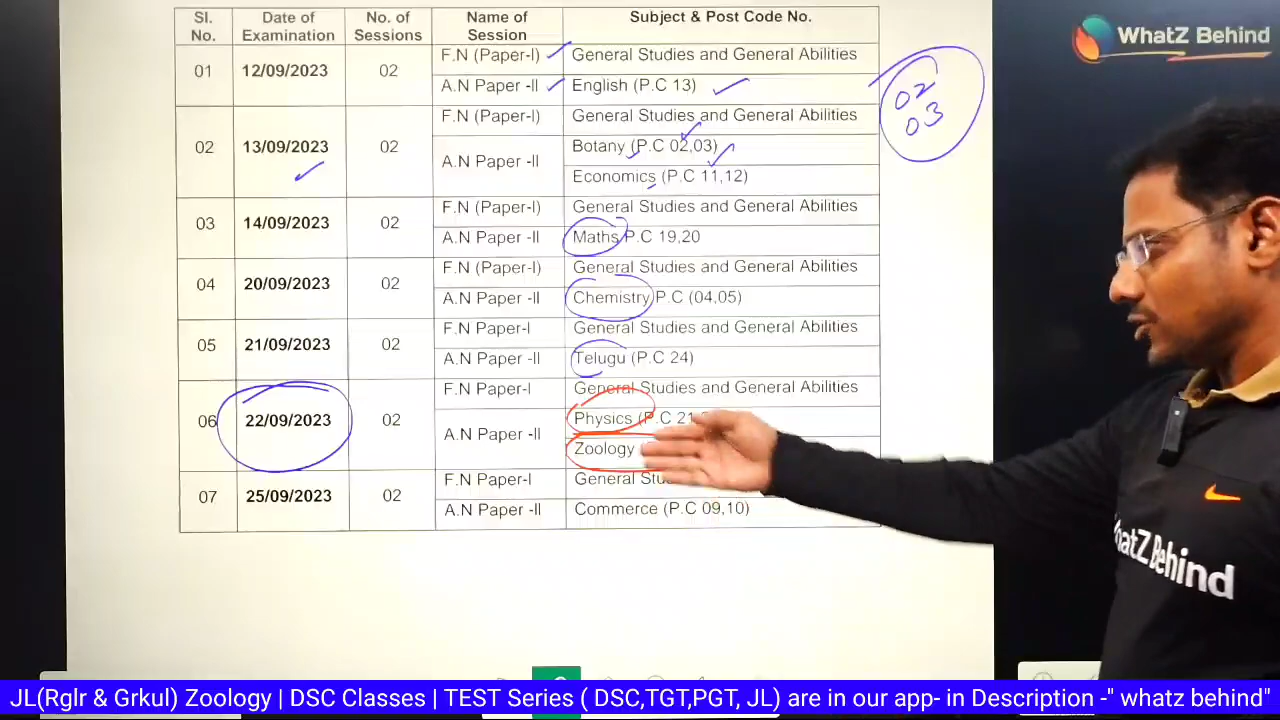 Sl. No. Date of Examination No. of Sessions Name of Session Subject & Post Code No.
01 12/09/2023 02 F.N (Paper-I) General Studies and General Abilities
A.N Paper -II English (P.C 13)
02 13/09/2023 02 F.N (Paper-I) General Studies and General Abilities
A.N Paper -II Botany (P.C 02,03)
Economics (P.C 11,12)
03 14/09/2023 02 F.N (Paper-I) General Studies and General Abilities
A.N Paper -II Maths P.C 19,20
04 20/09/2023 02 F.N (Paper-I) General Studies and General Abilities
A.N Paper -II Chemistry P.C (04,05)
05 21/09/2023 02 F.N Paper-I General Studies and General Abilities
A.N Paper -II Telugu (P.C 24)
06 22/09/2023 02 F.N Paper-I General Studies and General Abilities
A.N Paper -II Physics (P.C 21
Zoology
07 25/09/2023 02 F.N Paper-I General
A.N Paper -II Commerce (P.C 09,10)
02
03
WhatZ Behind
WhatZ Behind
JL(Rglr & Grkul) Zoology | DSC Classes | TEST Series ( DSC,TGT,PGT, JL) are in our app- in Description -" whatz behind"